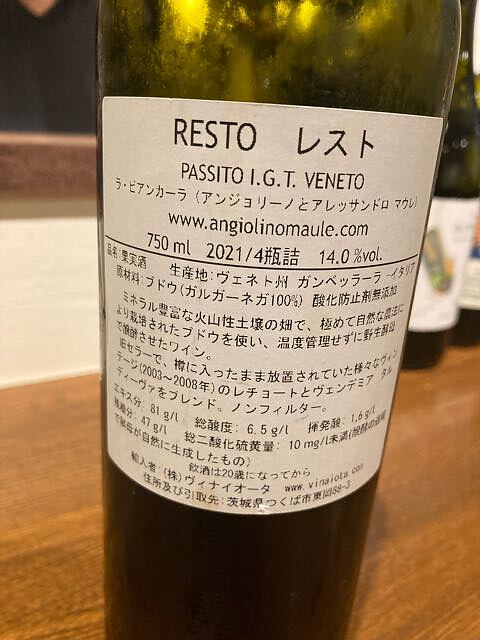 RESTO レスト
PASSITO I.G.T. VENETO
ラ・ビアンカーラ (アンジョリーノとアレッサンドロ マウレ)
www.angiolinomaule.com
750 ml 2021/4瓶詰 14.0%vol.
品名:果実酒 生産地:ヴェネト州 ガンベッラーラ -イタリア
原材料:ブドウ(ガルガーネガ100%) 酸化防止剤無添加
ミネラル豊富な火山性土壌の畑で、極めて自然な農法に
より栽培されたブドウを使い、温度管理せずに野生酵母
で醗酵させたワイン。
旧セラーで、樽に入ったまま放置されていた様々なヴィン
テージ(2003~2008年)のレチョートとヴェンデミア タル
ディーヴァをブレンド。ノンフィルター。
エキス分: 81 g/l 総酸度: 6.5 g/l 揮発酸: 1.6 g/l
残糖分: 47 g/l 総二酸化硫黄量: 10 mg/l未満(醗酵の過程
で酵母が自然に生成したもの)
飲酒は20歳になってから
輸入者:(株)ヴィナイオータ www.vinaiota.com
住所及び引取先:茨城県つくば市東岡88-3